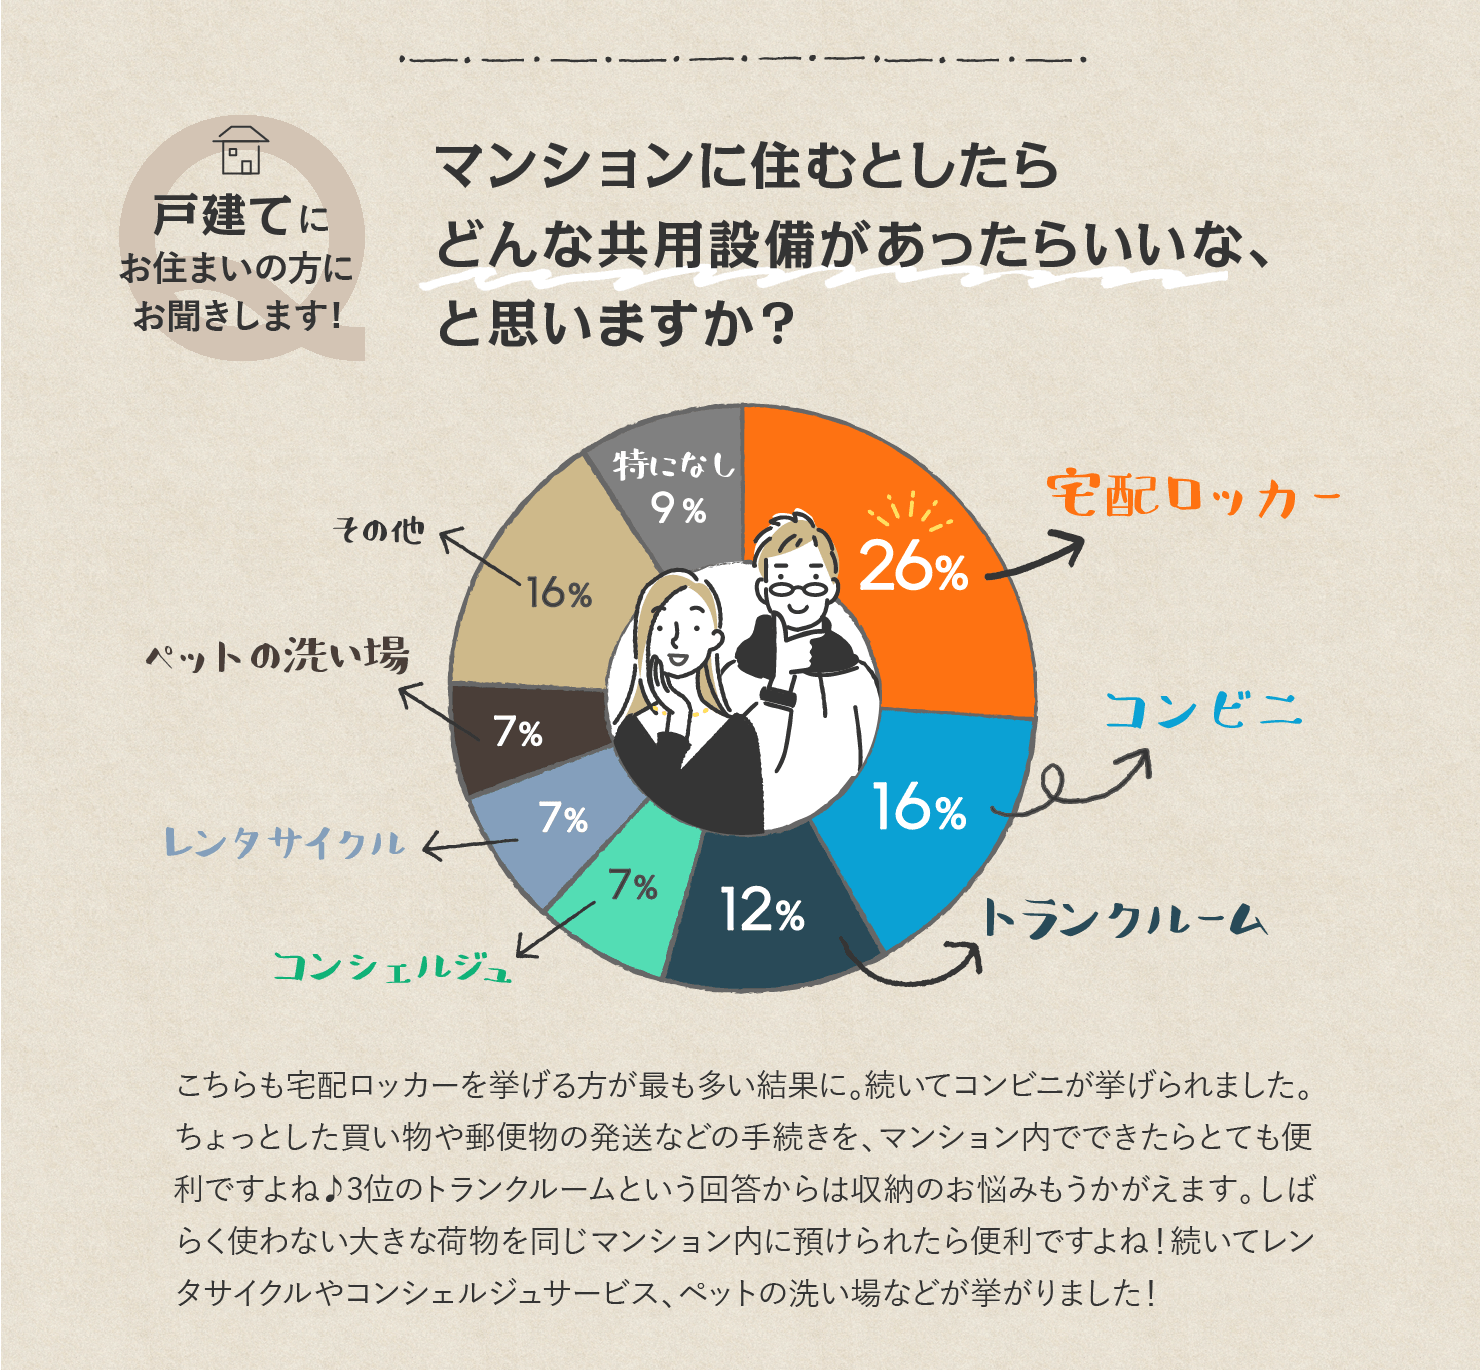 戸建てに
お住まいの方に
お聞きします!
マンションに住むとしたら
どんな共用設備があったらいいな、
と思いますか？
特になし
9%
宅配ロッカー
26%
その他
16%
ペットの洗い場
7%
コンビニ
16%
レンタサイクル
7%
7%
コンシェルジュ
12%
トランクルーム
こちらも宅配ロッカーを挙げる方が最も多い結果に。続いてコンビニが挙げられました。
ちょっとした買い物や郵便物の発送などの手続きを、マンション内でできたらとても便
利ですよね♪3位のトランクルームという回答からは収納のお悩みもうかがえます。しば
らく使わない大きな荷物を同じマンション内に預けられたら便利ですよね！続いてレン
タサイクルやコンシェルジュサービス、ペットの洗い場などが挙がりました！